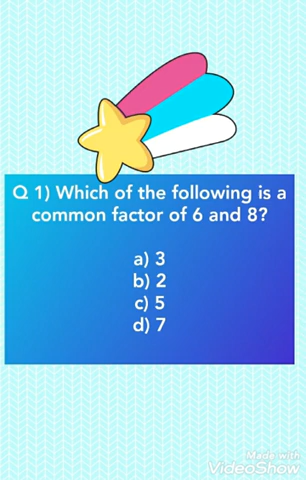 Q 1) Which of the following is a
common factor of 6 and 8?
a) 3
b) 2
c) 5
d) 7
Made with
VideoShow